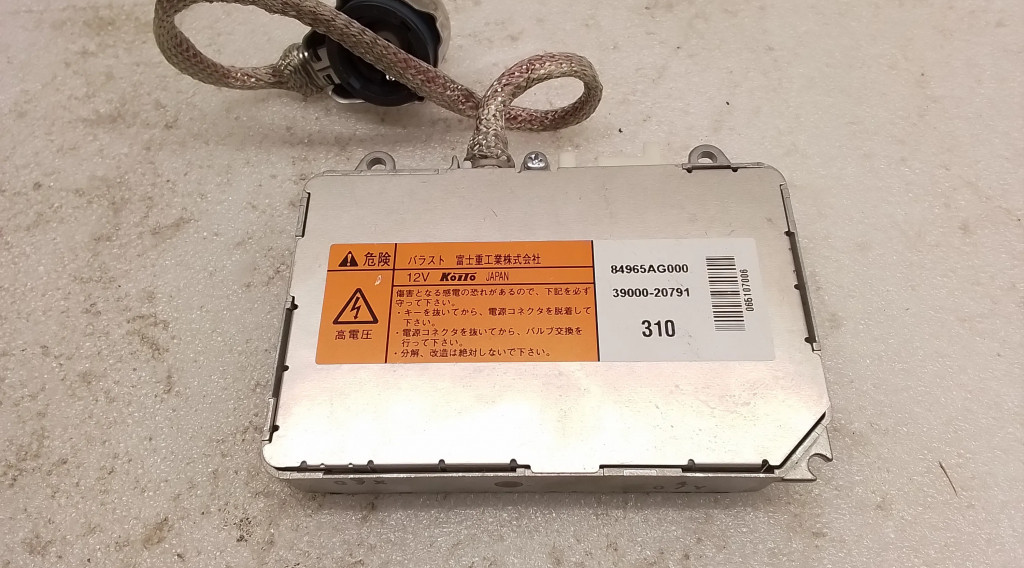 危険
バラスト 富士重工業株式会社
12V KOITO JAPAN
高電圧
傷害となる感電の恐れがあるので、下記を必ず
守って下さい。
・キーを抜いてから、電源コネクタを脱着して
下さい。
・電源コネクタを抜いてから、バルブ交換を
行って下さい。
・分解、改造は絶対しないで下さい。
84965AG000
39000-20791
310
065107006